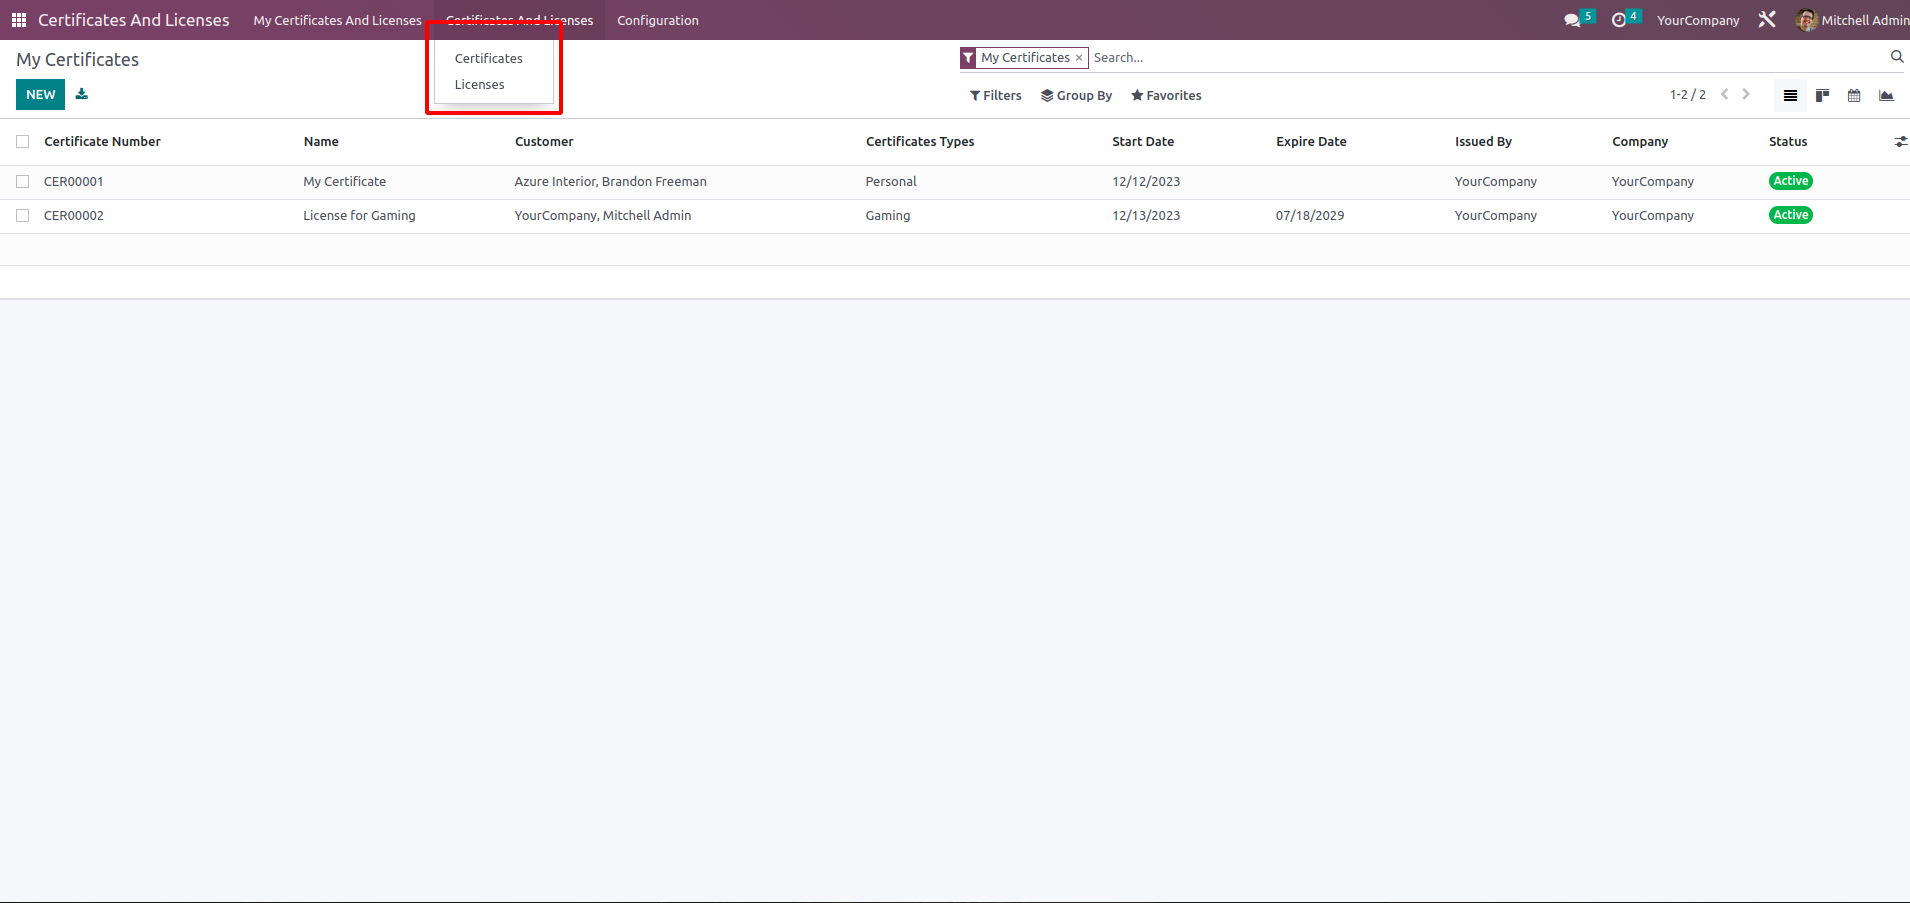 Certificates And Licenses My Certificates And Licenses Certificates And Licenses Configuration 5 4 YourCompany Mitchell Admin
Certificates
Licenses
My Certificates
My Certificates × Search...
NEW
Filters Group By Favorites 1-2 / 2
Certificate Number Name Customer Certificates Types Start Date Expire Date Issued By Company Status
CER00001 My Certificate Azure Interior, Brandon Freeman Personal 12/12/2023 YourCompany YourCompany Active
CER00002 License for Gaming YourCompany, Mitchell Admin Gaming 12/13/2023 07/18/2029 YourCompany YourCompany Active